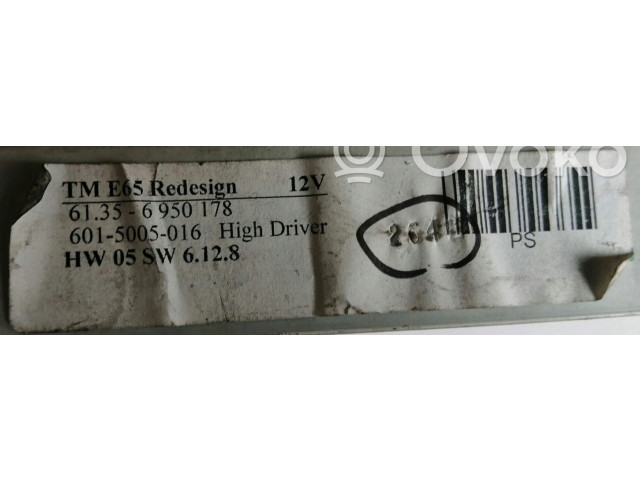 Ovoko
TM E65 Redesign 12V
61.35 - 6 950 178
601-5005-016 High Driver
HW 05 SW 6.12.8
PS